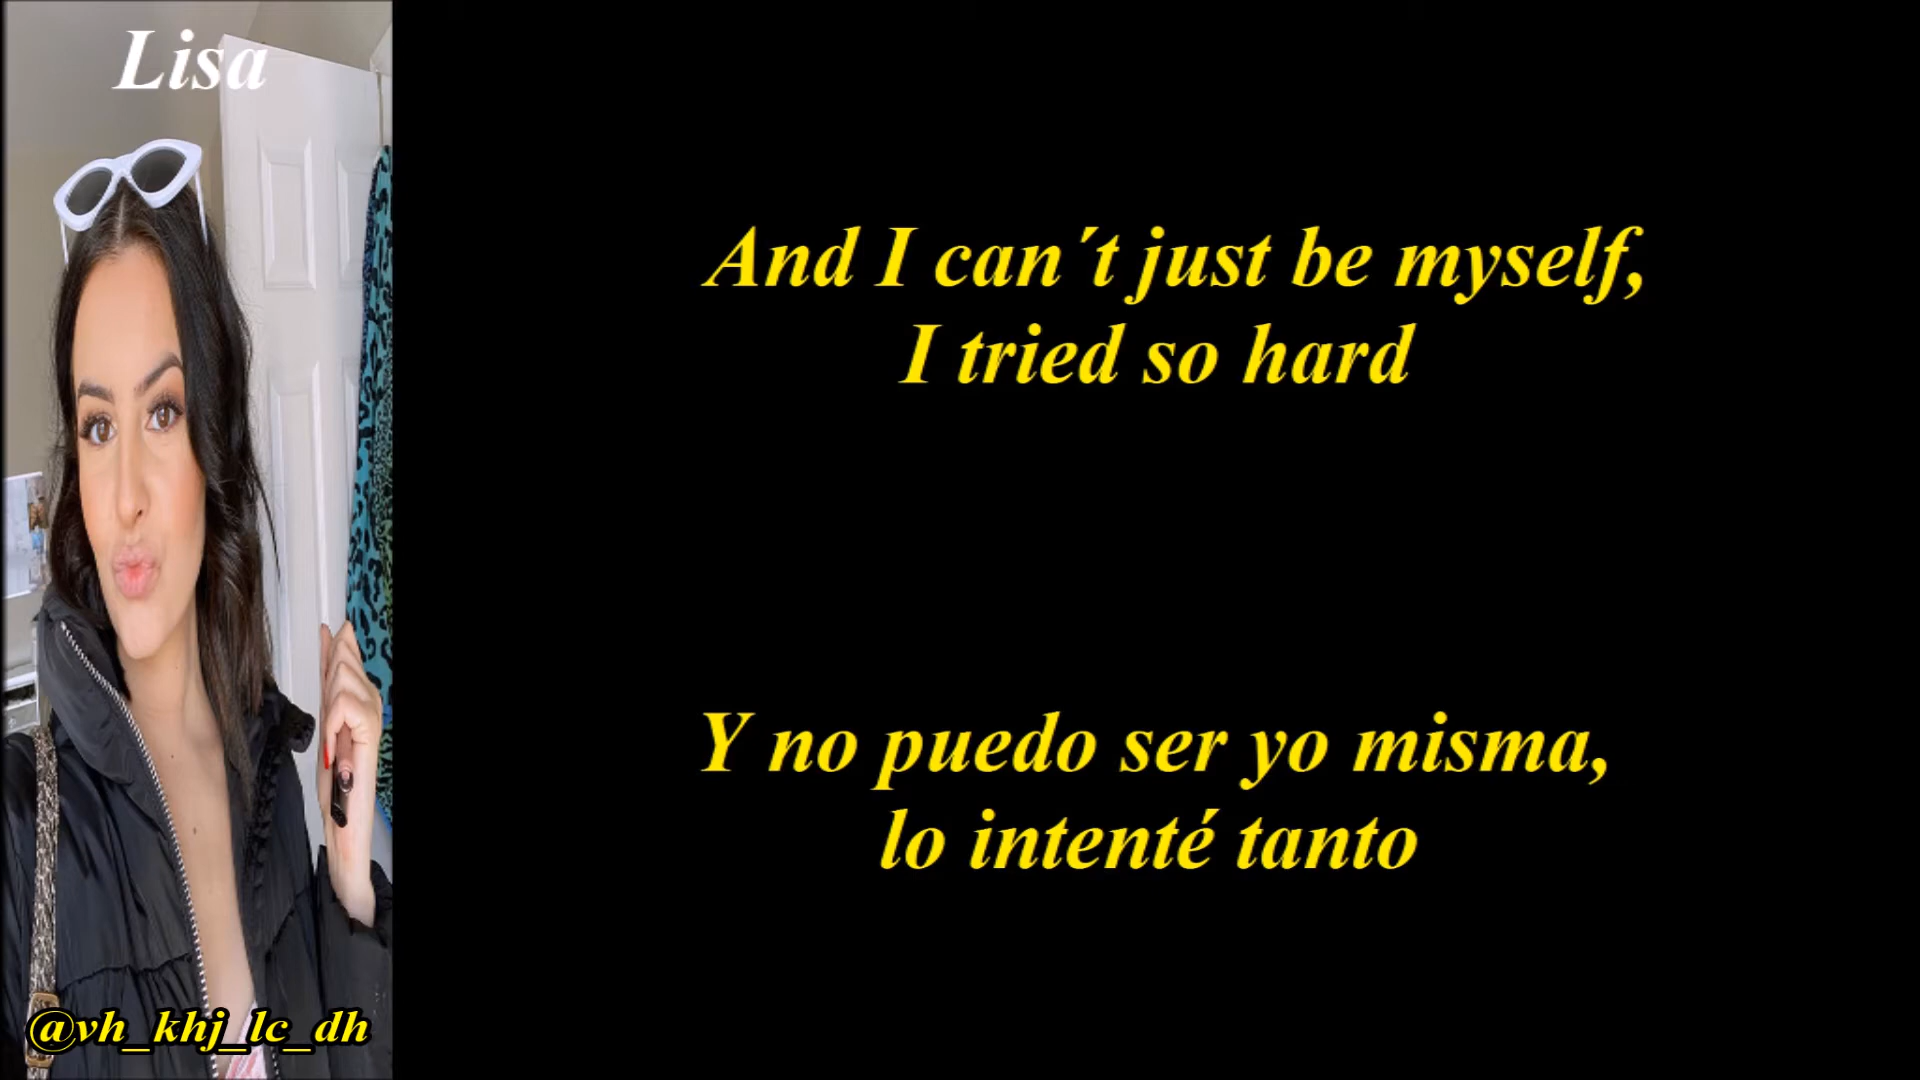 Lisa
And I can´t just be myself,
I tried so hard
Y no puedo ser yo misma,
lo intenté tanto
@vh_khj_lc_dh